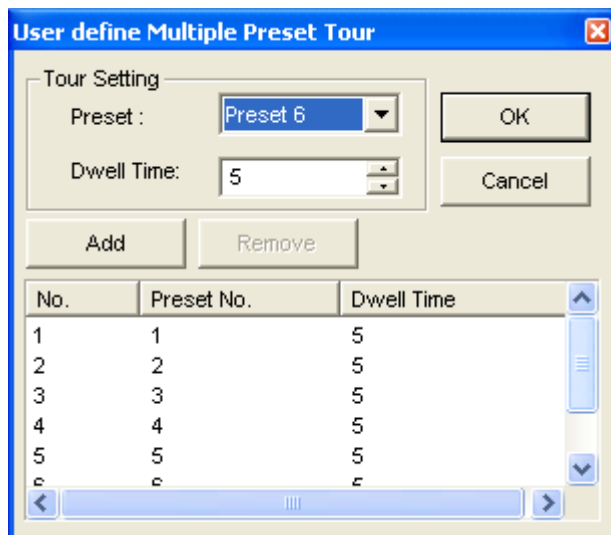 User define Multiple Preset Tour
Tour Setting
Preset : Preset 6
OK
Dwell Time: 5
Cancel
Add Remove
No. Preset No. Dwell Time
1 1 5
2 2 5
3 3 5
4 4 5
5 5 5